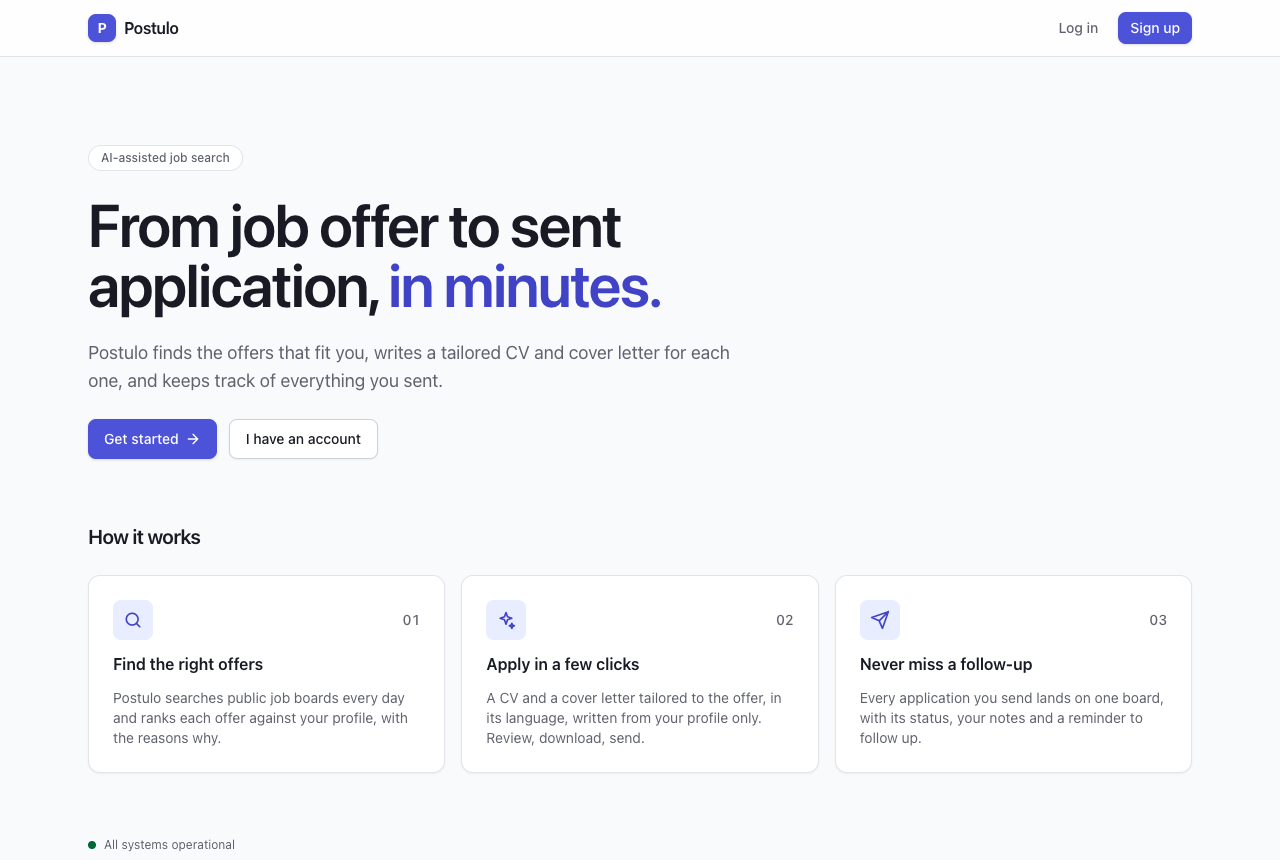 P Postulo
Log in
Sign up
AI-assisted job search
From job offer to sent
application, in minutes.
Postulo finds the offers that fit you, writes a tailored CV and cover letter for each
one, and keeps track of everything you sent.
Get started →
I have an account
How it works
01
Find the right offers
Postulo searches public job boards every day
and ranks each offer against your profile, with
the reasons why.
02
Apply in a few clicks
A CV and a cover letter tailored to the offer, in
its language, written from your profile only.
Review, download, send.
03
Never miss a follow-up
Every application you send lands on one board,
with its status, your notes and a reminder to
follow up.
All systems operational